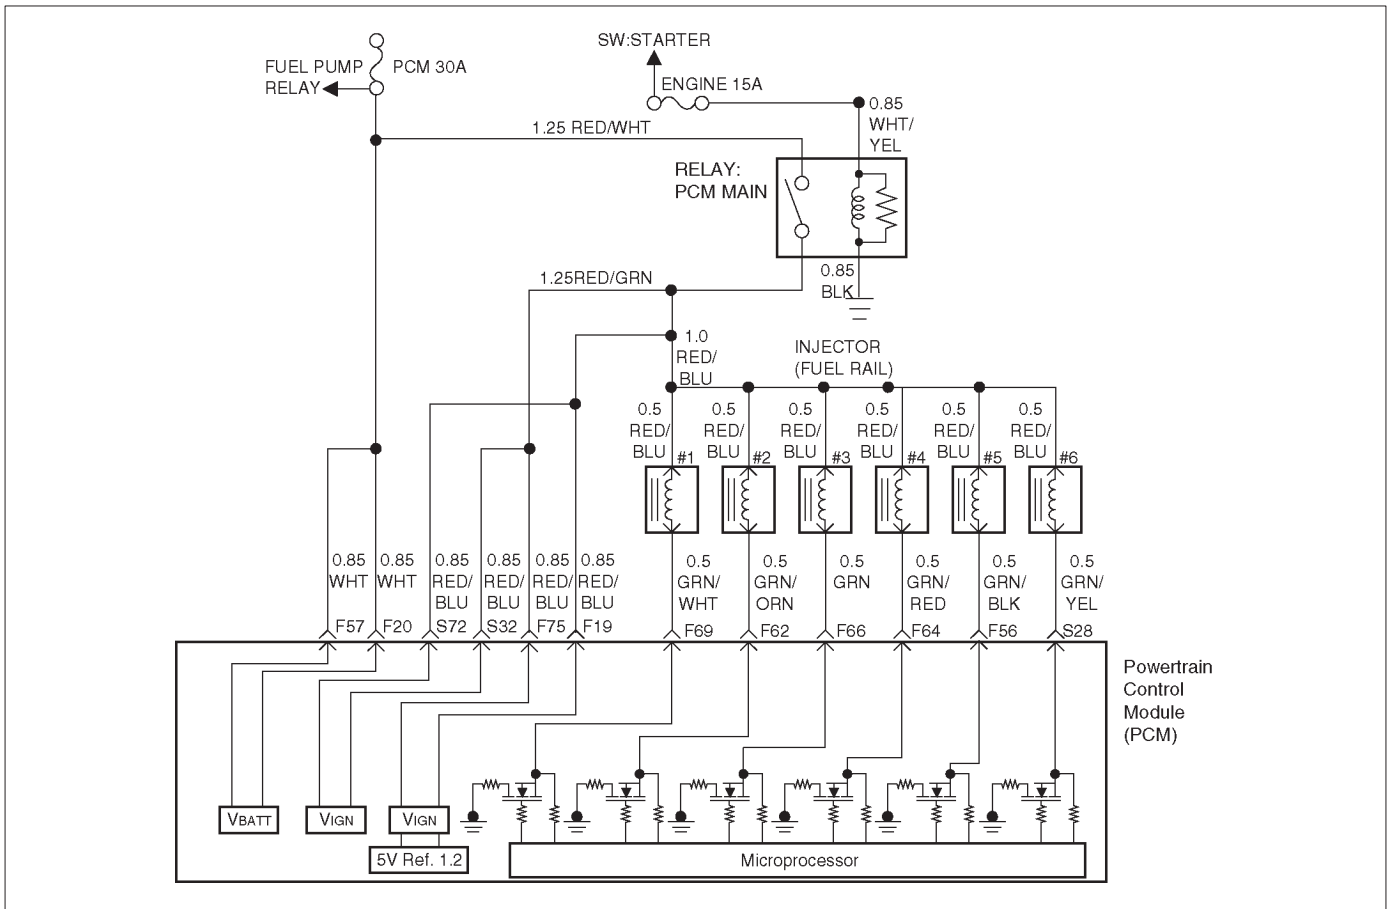 SW:STARTER
FUEL PUMP
RELAY
PCM 30A
ENGINE 15A
0.85
WHT/
YEL
1.25 RED/WHT
RELAY:
PCM MAIN
0.85
BLK
1.25RED/GRN
1.0
RED/
BLU
INJECTOR
(FUEL RAIL)
0.5
RED/
BLU
#1
0.5
RED/
BLU
#2
0.5
RED/
BLU
#3
0.5
RED/
BLU
#4
0.5
RED/
BLU
#5
0.5
RED/
BLU
#6
0.85
WHT
0.85
WHT
0.85
RED/
BLU
0.85
RED/
BLU
0.85
RED/
BLU
0.85
RED/
BLU
0.5
GRN/
WHT
0.5
GRN/
ORN
0.5
GRN
0.5
GRN/
RED
0.5
GRN/
BLK
0.5
GRN/
YEL
F57 F20 S72 S32 F75 F19 F69 F62 F66 F64 F56 S28
Powertrain
Control
Module
(PCM)
VBATT
VIGN
VIGN
5V Ref. 1.2
Microprocessor